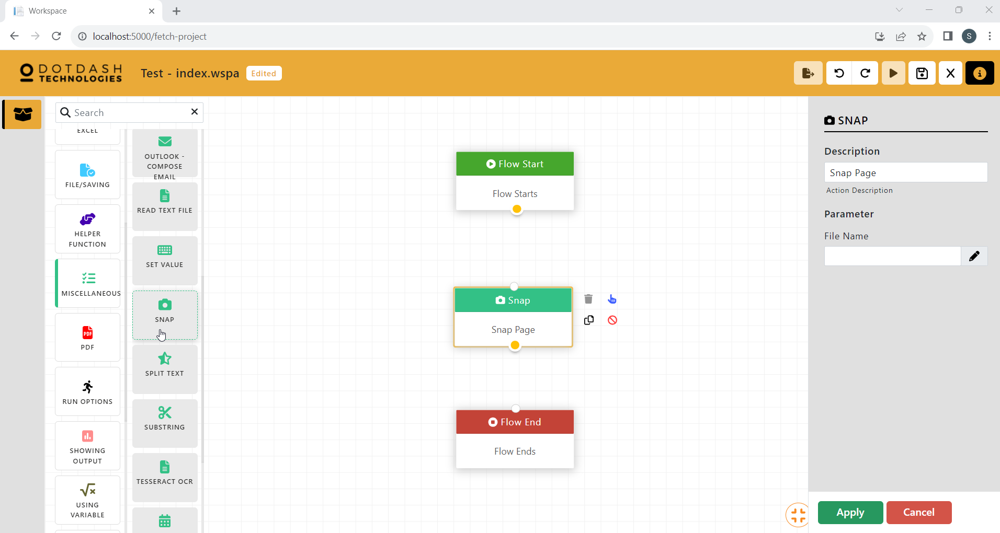 Workspace
localhost:5000/fetch-project
S
DOTDASH
TECHNOLOGIES
Test - index.wspa
Edited
Search
EXCEL
FILE/SAVING
HELPER
FUNCTION
MISCELLANEOUS
PDF
PDF
RUN OPTIONS
SHOWING
OUTPUT
USING
VARIABLE
OUTLOOK -
COMPOSE
EMAIL
READ TEXT FILE
SET VALUE
SNAP
SPLIT TEXT
SUBSTRING
TESSERACT OCR
Flow Start
Flow Starts
Snap
Snap Page
Flow End
Flow Ends
SNAP
Description
Snap Page
Action Description
Parameter
File Name
Apply
Cancel